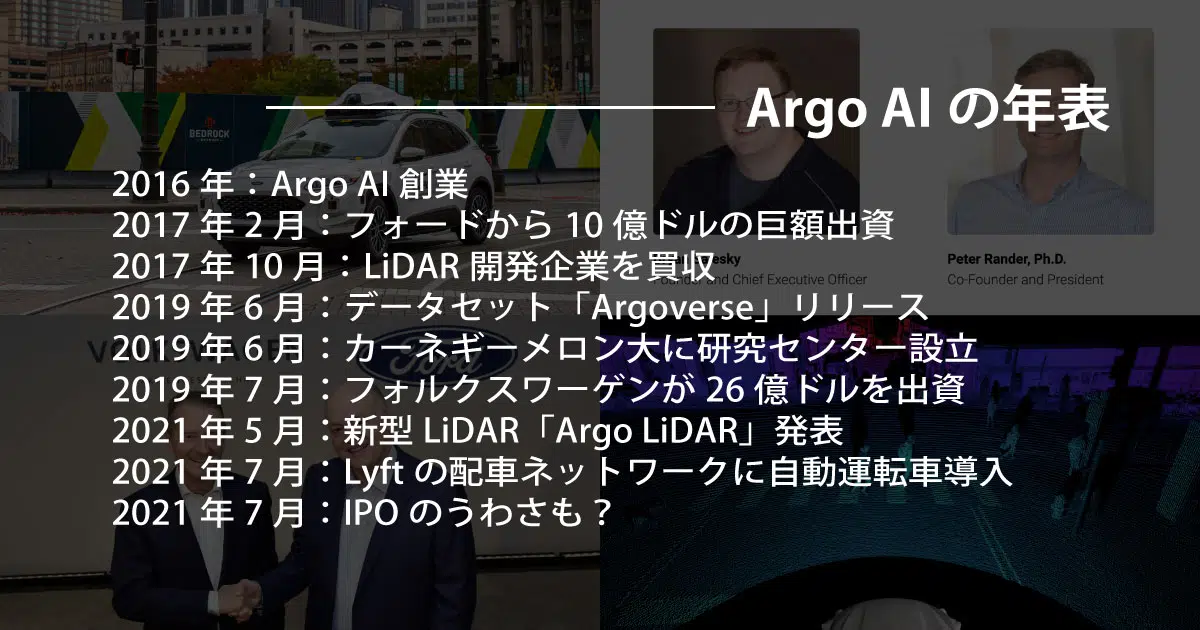 Argo AI の年表
2016 年：Argo AI 創業
2017 年 2 月：フォードから 10 億ドルの巨額出資
2017 年 10 月：LiDAR 開発企業を買収
2019 年 6 月：データセット「Argoverse」リリース
2019 年 6 月：カーネギーメロン大に研究センター設立
2019 年 7 月：フォルクスワーゲンが 26 億ドルを出資
2021 年 5 月：新型 LiDAR「Argo LiDAR」発表
2021 年 7 月：Lyft の配車ネットワークに自動運転車導入
2021 年 7 月：IPO のうわさも？
BEDROCK
and Chief Executive Officer
Peter Rander, Ph.D.
Co-Founder and President
Ford